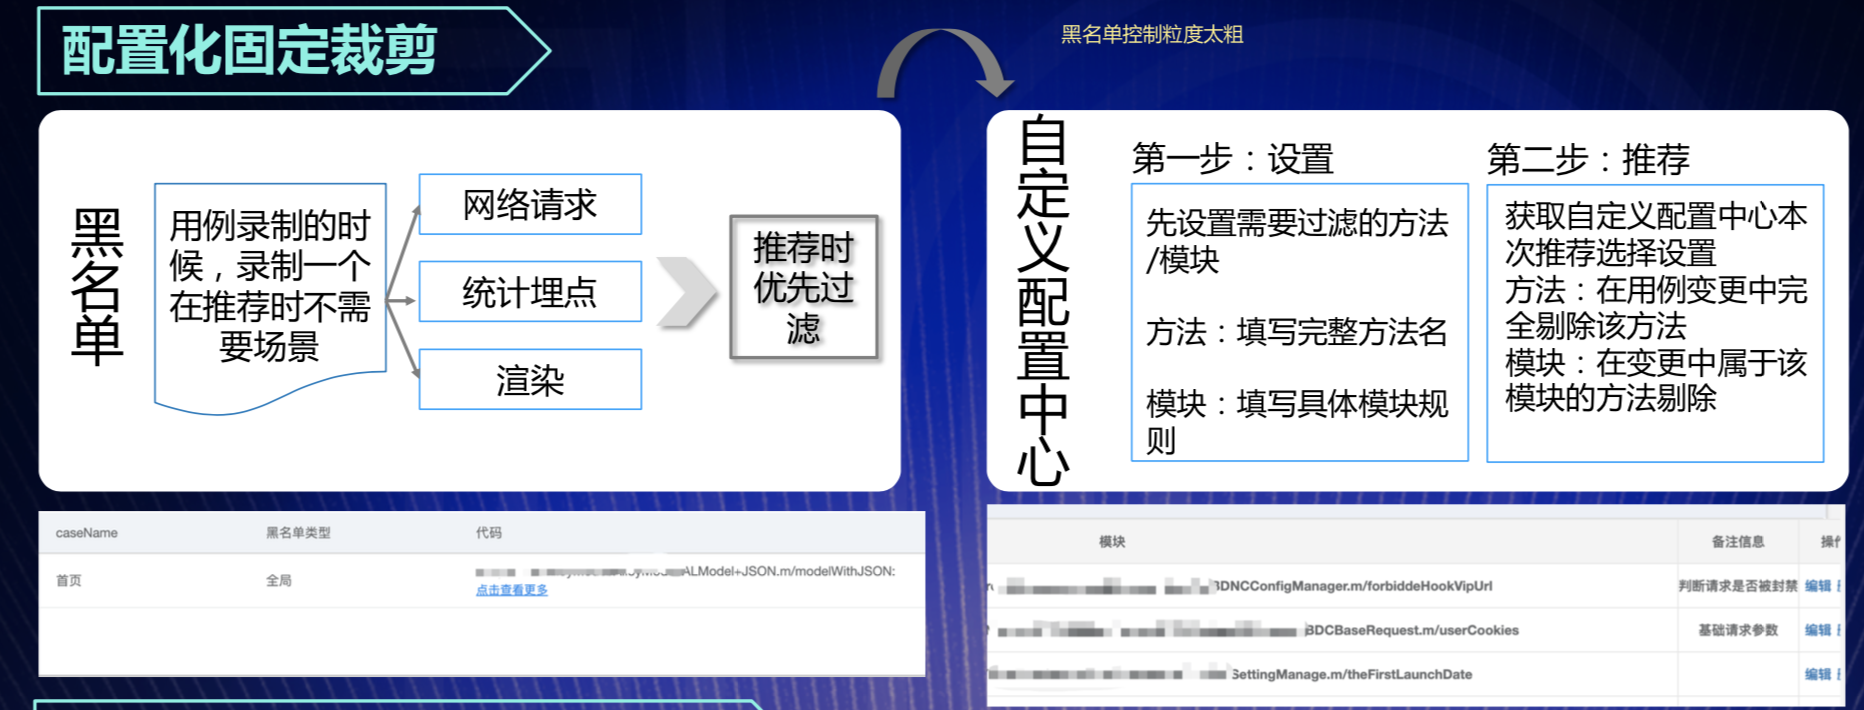 配置化固定裁剪
黑名单控制粒度太粗
黑名单
用例录制的时
候，录制一个
在推荐时不需
要场景
网络请求
统计埋点
渲染
推荐时
优先过
滤
自定义配置中心
第一步：设置
先设置需要过滤的方法
/模块
方法：填写完整方法名
模块：填写具体模块规
则
第二步：推荐
获取自定义配置中心本
次推荐选择设置
方法：在用例变更中完
全剔除该方法
模块：在变更中属于该
模块的方法剔除
caseName 黑名单类型 代码
首页 全局 ALModel+JSON.m/modelWithJSON:
点击查看更多
模块 备注信息 操作
BDNCConfigManager.m/forbiddeHookVipUrl 判断请求是否被封禁 编辑
BDCBaseRequest.m/userCookies 基础请求参数 编辑
SettingManage.m/theFirstLaunchDate 编辑